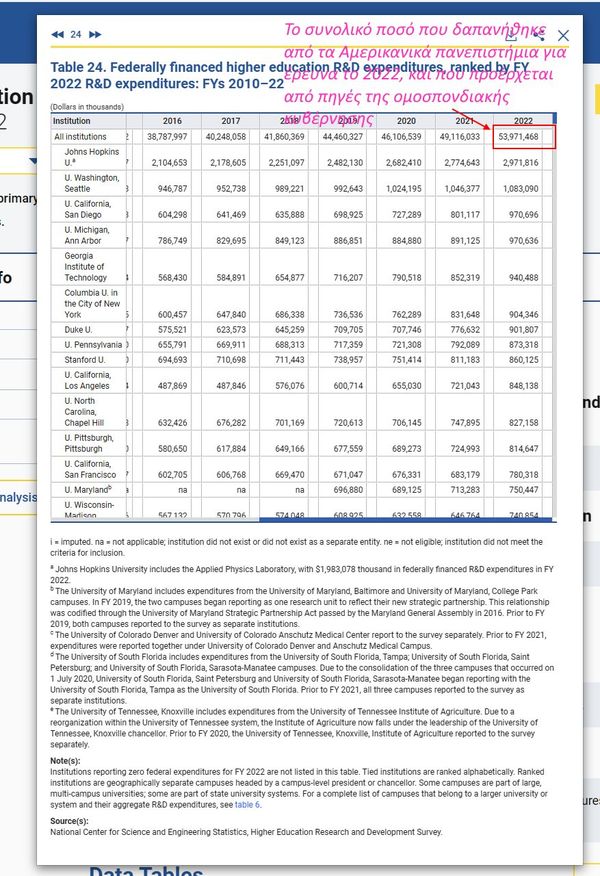 24
Το συνολικό ποσό που δαπανήθηκε
από τα Αμερικανικά πανεπιστήμια για
έρευνα το 2022, και που προέρχεται
από πηγές της ομοσπονδιακής
κυβέρνησης
Table 24. Federally financed higher education R&D expenditures, ranked by FY
2022 R&D expenditures: FYs 2010–22
(Dollars in thousands)
Institution 2016 2017 2018 2019 2020 2021 2022
All institutions 2 38,787,997 40,248,058 41,860,369 44,460,327 46,106,539 49,116,033 53,971,468
Johns Hopkins
U.a 7 2,104,653 2,178,605 2,251,097 2,482,130 2,682,410 2,774,643 2,971,816
U. Washington,
Seattle 946,787 952,738 989,221 992,643 1,024,195 1,046,377 1,083,090
U. California,
San Diego 604,298 641,469 635,888 698,925 727,289 801,117 970,696
U. Michigan,
Ann Arbor 7 786,749 829,695 849,123 886,851 884,880 891,125 970,636
Georgia
Institute of
Technology 4 568,430 584,891 654,877 716,207 790,518 852,319 940,488
Columbia U. in
the City of New
York 600,457 647,840 686,338 736,536 762,289 831,648 904,346
Duke U. 7 575,521 623,573 645,259 709,705 707,746 776,632 901,807
U. Pennsylvania 655,791 669,911 688,313 717,359 721,308 792,089 873,318
Stanford U. 694,693 710,698 711,443 738,957 751,414 811,183 860,125
U. California,
Los Angeles 4 487,869 487,846 576,076 600,714 655,030 721,043 848,138
U. North
Carolina,
Chapel Hill 632,426 676,282 701,169 720,613 706,145 747,895 827,158
U. Pittsburgh,
Pittsburgh 580,650 617,884 649,166 677,559 689,273 724,993 814,647
U. California,
San Francisco 7 602,705 606,768 669,470 671,047 676,331 683,179 780,318
U. Marylandb a na na na 696,880 689,125 713,283 750,447
U. Wisconsin-
Madison 567,132 570,796 574,048 608,925 632,558 646,764 740,854
i = imputed. na = not applicable; institution did not exist or did not exist as a separate entity. ne = not eligible; institution did not meet the
criteria for inclusion.
a Johns Hopkins University includes the Applied Physics Laboratory, with $1,983,078 thousand in federally financed R&D expenditures in FY
2022.
b The University of Maryland includes expenditures from the University of Maryland, Baltimore and University of Maryland, College Park
campuses. In FY 2019, the two campuses began reporting as one research unit to reflect their new strategic partnership. This relationship
was codified through the University of Maryland Strategic Partnership Act passed by the Maryland General Assembly in 2016. Prior to FY
2019, both campuses reported to the survey as separate institutions.
c The University of Colorado Denver and University of Colorado Anschutz Medical Center report to the survey separately. Prior to FY 2021,
expenditures were reported together under University of Colorado Denver and Anschutz Medical Campus.
d The University of South Florida includes expenditures from the University of South Florida, Tampa; University of South Florida, Saint
Petersburg; and University of South Florida, Sarasota-Manatee campuses. Due to the consolidation of the three campuses that occurred on
1 July 2020, University of South Florida, Saint Petersburg and University of South Florida, Sarasota-Manatee began reporting with the
University of South Florida, Tampa as the University of South Florida. Prior to FY 2021, all three campuses reported to the survey as
separate institutions.
e The University of Tennessee, Knoxville includes expenditures from the University of Tennessee Institute of Agriculture. Due to a
reorganization within the University of Tennessee system, the Institute of Agriculture now falls under the leadership of the University of
Tennessee, Knoxville chancellor. Prior to FY 2020, the University of Tennessee, Knoxville, Institute of Agriculture reported to the survey
separately.
Note(s):
Institutions reporting zero federal expenditures for FY 2022 are not listed in this table. Tied institutions are ranked alphabetically. Ranked
institutions are geographically separate campuses headed by a campus-level president or chancellor. Some campuses are part of large,
multi-campus universities; some are part of state university systems. For a complete list of campuses that belong to a larger university or
system and their aggregate R&D expenditures, see table 6.
Source(s):
National Center for Science and Engineering Statistics, Higher Education Research and Development Survey.
Data Tables